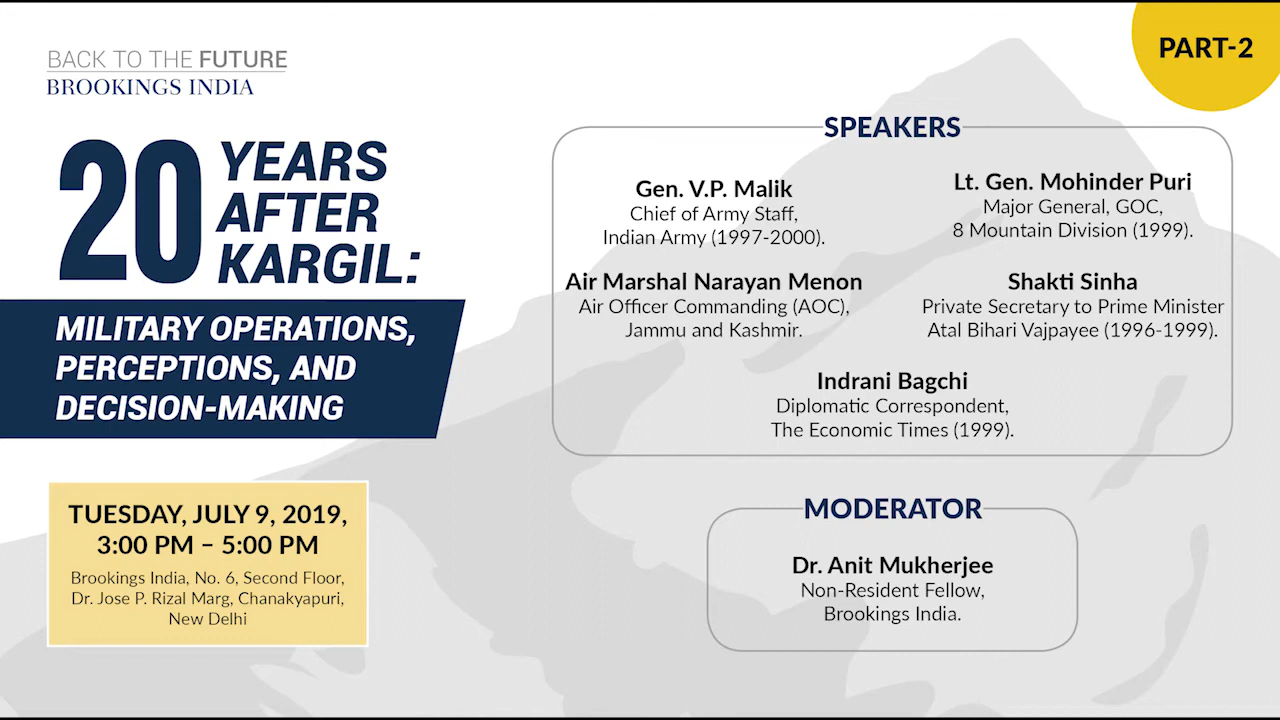 BACK TO THE FUTURE
BROOKINGS INDIA
20 YEARS
AFTER
KARGIL:
MILITARY OPERATIONS,
PERCEPTIONS, AND
DECISION-MAKING
TUESDAY, JULY 9, 2019,
3:00 PM – 5:00 PM
Brookings India, No. 6, Second Floor,
Dr. Jose P. Rizal Marg, Chanakyapuri,
New Delhi
PART-2
SPEAKERS
Gen. V.P. Malik
Chief of Army Staff,
Indian Army (1997-2000).
Lt. Gen. Mohinder Puri
Major General, GOC,
8 Mountain Division (1999).
Air Marshal Narayan Menon
Air Officer Commanding (AOC),
Jammu and Kashmir.
Shakti Sinha
Private Secretary to Prime Minister
Atal Bihari Vajpayee (1996-1999).
Indrani Bagchi
Diplomatic Correspondent,
The Economic Times (1999).
MODERATOR
Dr. Anit Mukherjee
Non-Resident Fellow,
Brookings India.